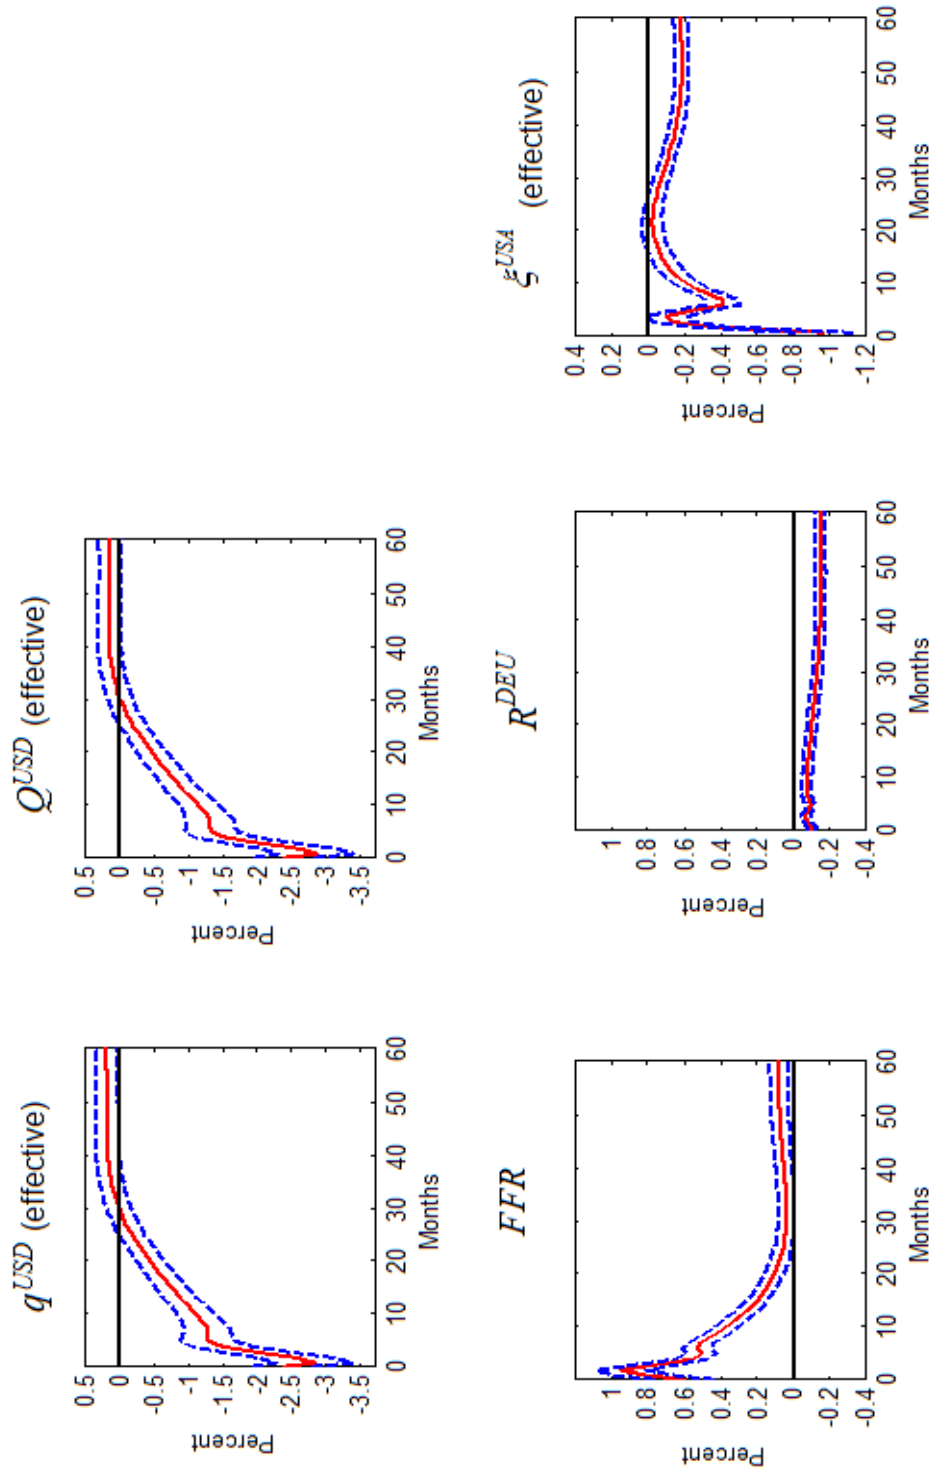 q^USD (effective)
Percent
0.5
0
-0.5
-1
-1.5
-2
-2.5
-3
-3.5
0 10 20 30 40 50 60
Months
Q^USD (effective)
Percent
0.5
0
-0.5
-1
-1.5
-2
-2.5
-3
-3.5
0 10 20 30 40 50 60
Months
FFR
Percent
1
0.8
0.6
0.4
0.2
0
-0.2
-0.4
0 10 20 30 40 50 60
Months
R^DEU
Percent
1
0.8
0.6
0.4
0.2
0
-0.2
-0.4
0 10 20 30 40 50 60
Months
ξ^USA (effective)
Percent
0.4
0.2
0
-0.2
-0.4
-0.6
-0.8
-1
-1.2
0 10 20 30 40 50 60
Months